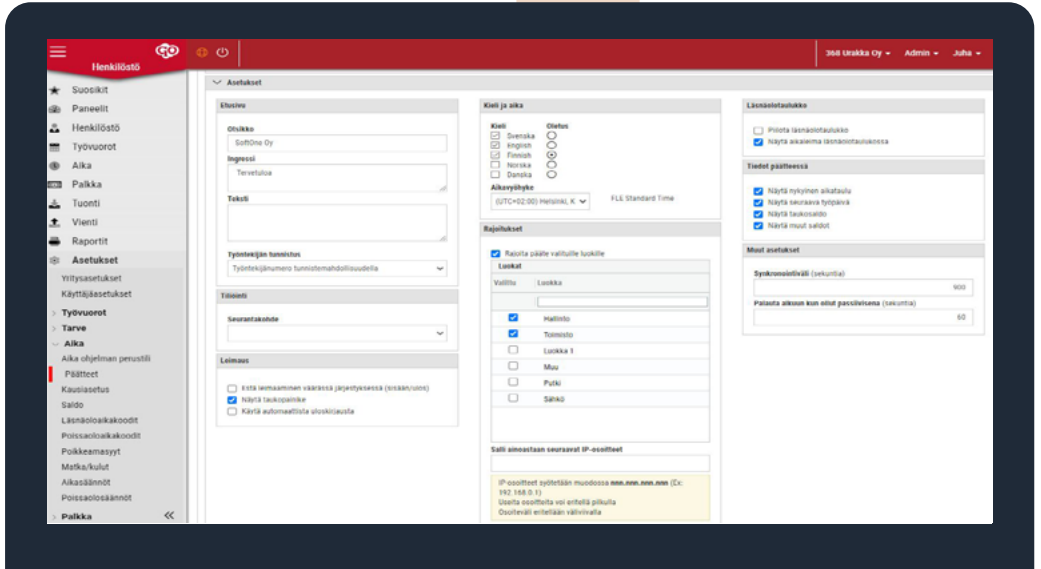 GO
Henkilöstö
368 Urakka Oy
Admin
Juha
Suosikit
Paneelit
Henkilöstö
Työvuorot
Aika
Palkka
Tuonti
Vienti
Raportit
Asetukset
Yritysasetukset
Käyttäjäasetukset
Työvuorot
Tarve
Aika
Aika ohjelman perustili
Päätteet
Kausiasetus
Saldo
Läsnäoloaikakoodit
Poissaoloaikakoodit
Poikkeamasyyt
Matka/kulut
Aikasäännöt
Poissaolosäännöt
Palkka
Asetukset
Etusivu
Otsikko
SoftOne Oy
Ingressi
Tervetuloa
Teksti
Työntekijän tunnistus
Työntekijänumero tunnistemahdollisuudella
Tiliöinti
Seurantakohde
Leimaus
Estä leimaaminen väärässä järjestyksessä (sisään/ulos)
Näytä taukopainike
Käytä automaattista uloskirjausta
Kieli ja aika
Kieli Oletus
Svenska
English
Finnish
Norska
Danska
Aikavyöhyke
(UTC+02:00) Helsinki, K FLE Standard Time
Rajoitukset
Rajoita pääte valituille luokille
Luokat
Valittu Luokka
Hallinto
Toimisto
Luokka 1
Muu
Putki
Sähkö
Salli ainoastaan seuraavat IP-osoitteet
IP-osoitteet syötetään muodossa nnn.nnn.nnn.nnn (Ex:
192.168.0.1)
Useita osoitteita voi eritellä pilkulla
Osoiteväli eritellään väliviivalla
Läsnäolotaulukko
Piilota läsnäolotaulukko
Näytä aikaleima läsnäolotaulukossa
Tiedot päätteessä
Näytä nykyinen aikataulu
Näytä seuraava työpäivä
Näytä taukosaldo
Näytä muut saldot
Muut asetukset
Synkronointiväli (sekuntia)
900
Palauta alkuun kun ollut passiivisena (sekuntia)
60